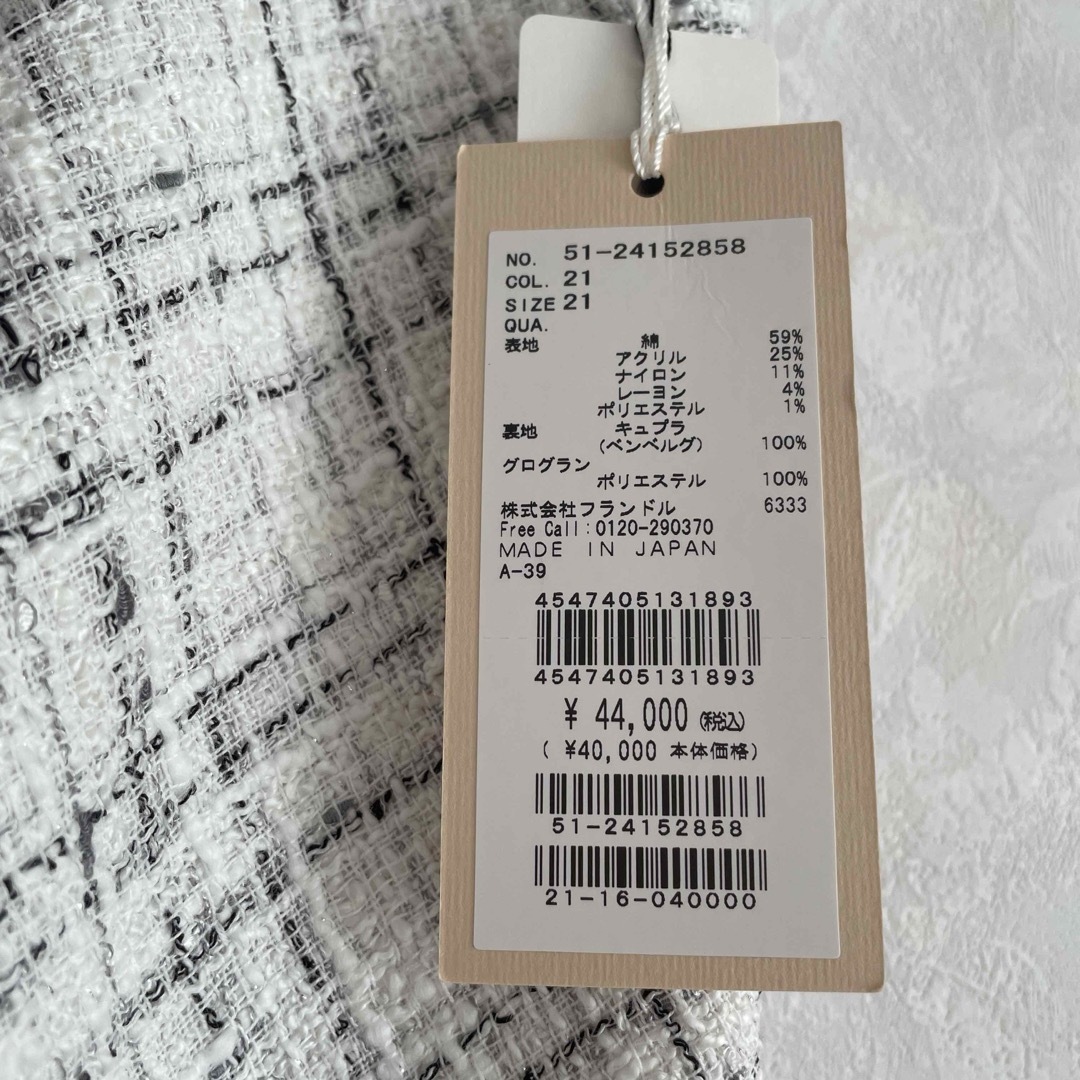 NO. 51-24152858
COL. 21
SIZE 21
QUA.
表地 綿 59%
アクリル 25%
ナイロン 11%
レーヨン 4%
ポリエステル 1%
裏地 キュプラ
(ベンベルグ) 100%
グログラン
ポリエステル 100%
株式会社フランドル 6333
Free Call:0120-290370
MADE IN JAPAN
A-39
4547405131893
4547405131893
¥ 44,000 (税込)
( ¥40,000 本体価格)
51-24152858
21-16-040000